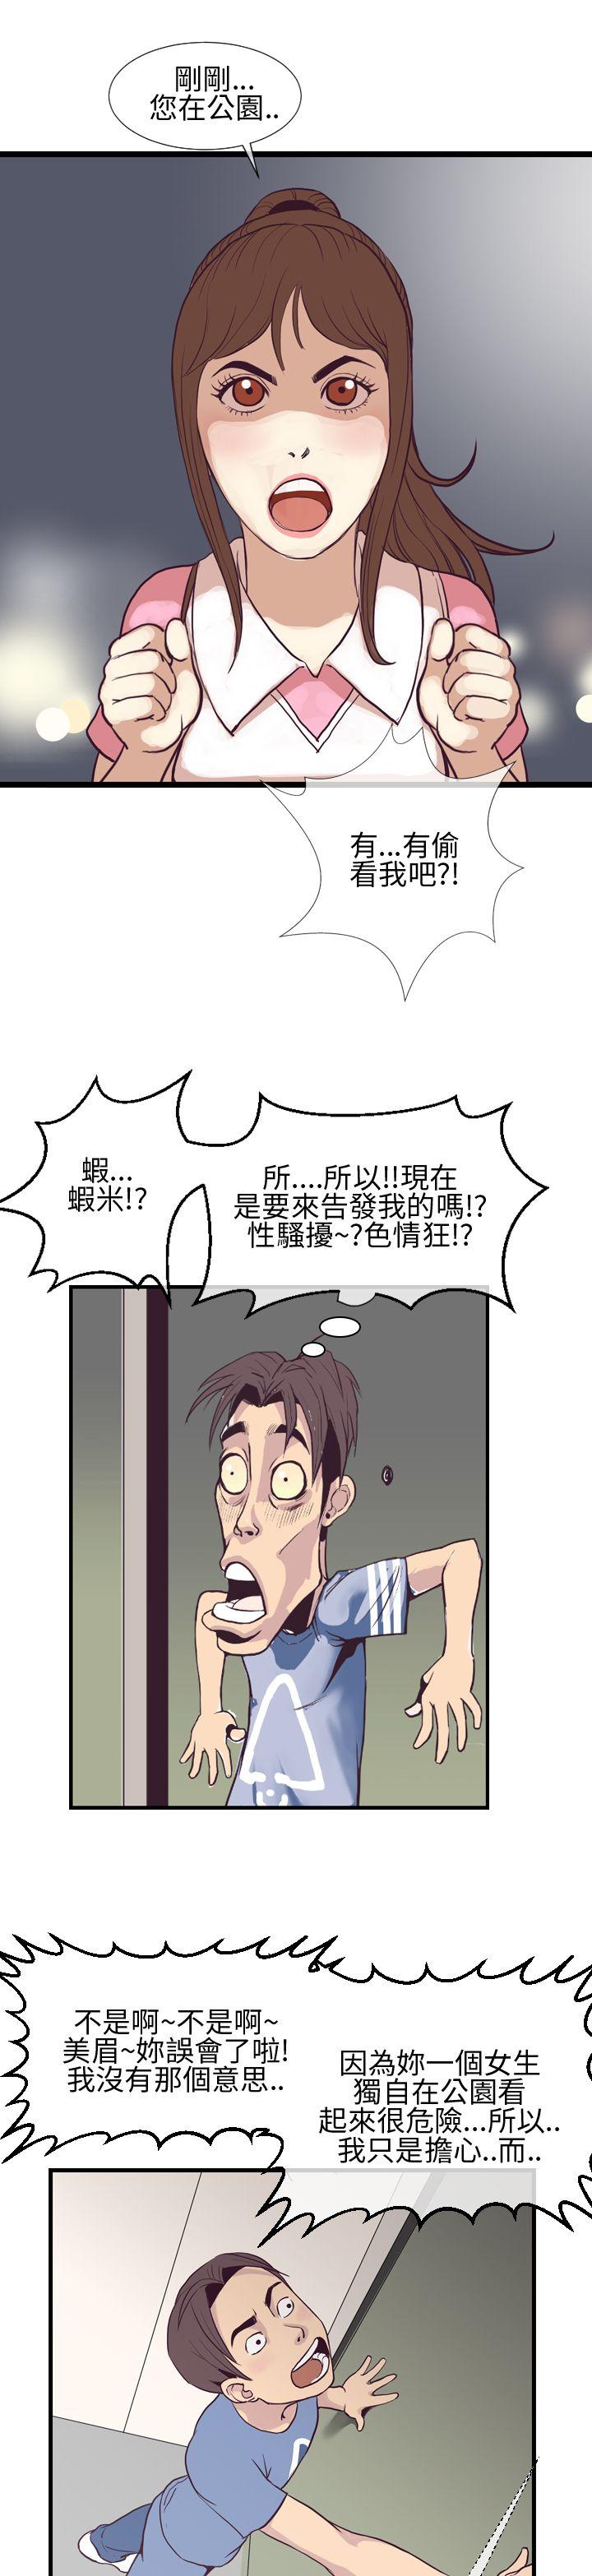 剛剛...
您在公園..
有...有偷
看我吧?!
蝦...
蝦米!?
所....所以!!現在
是要來告發我的嗎!?
性騷擾~?色情狂!?
不是啊~不是啊~
美眉~妳誤會了啦!
我沒有那個意思..
因為妳一個女生
獨自在公園看
起來很危險...所以..
我只是擔心..而..